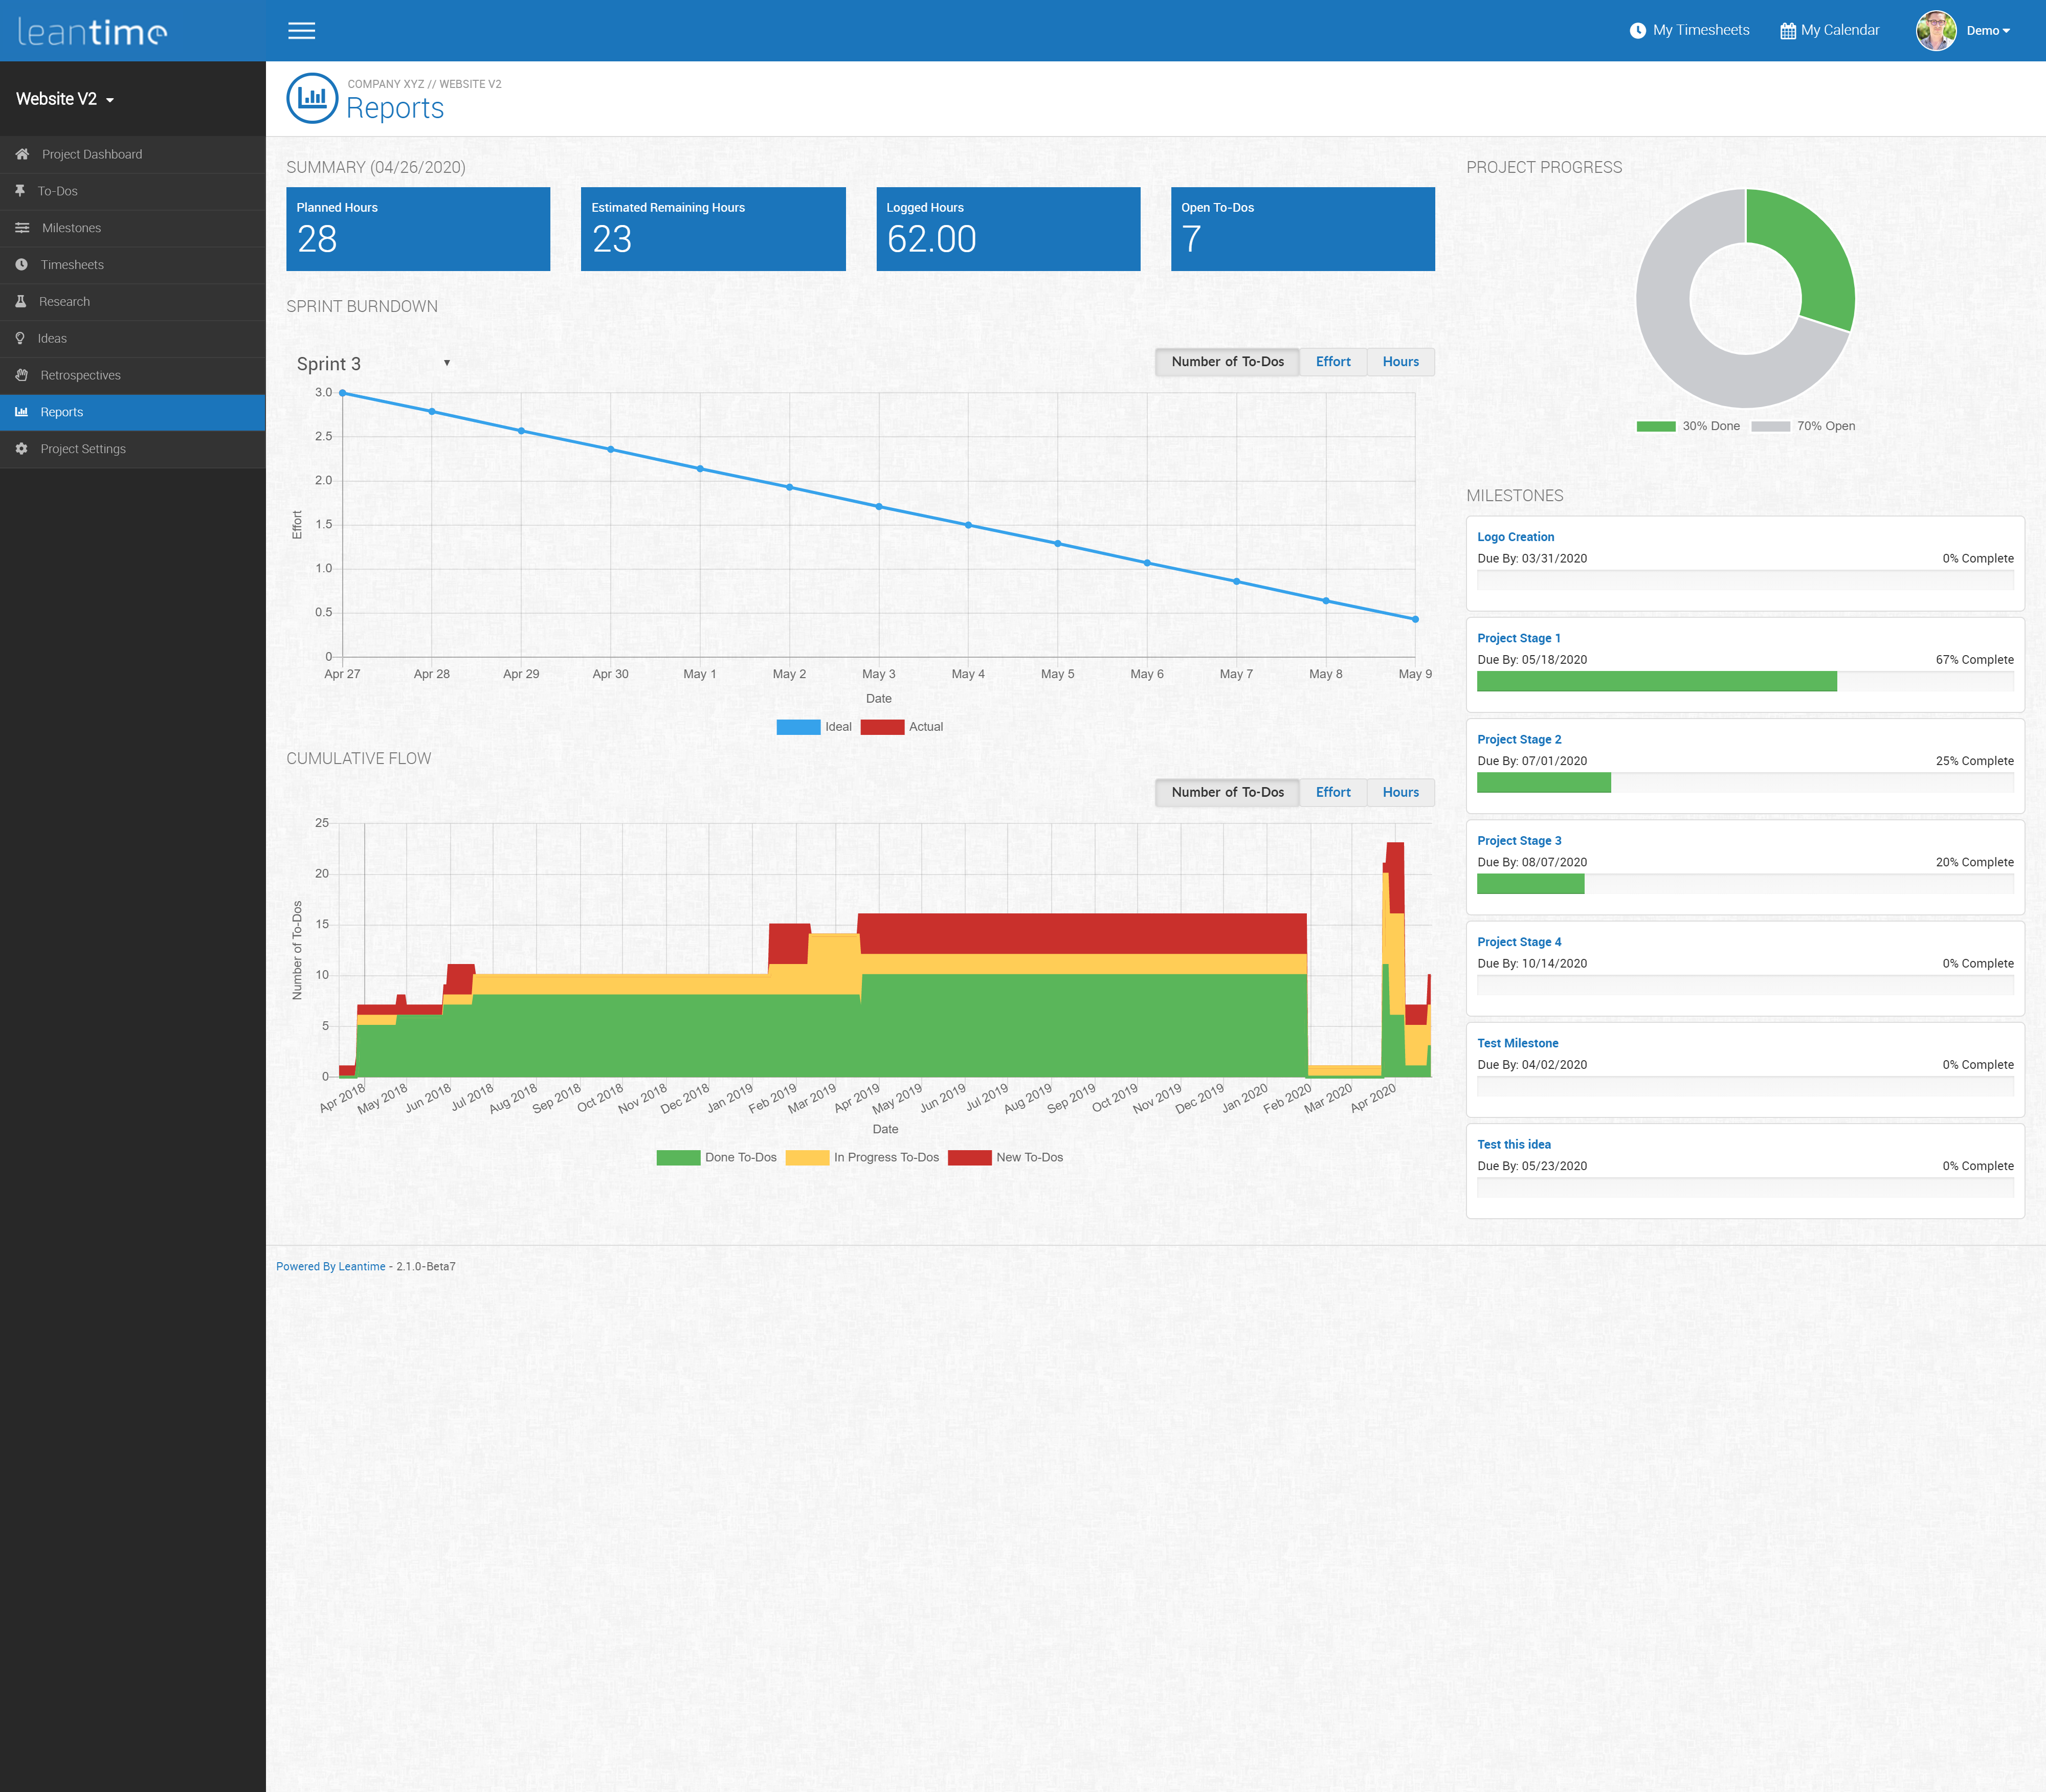 leantime
My Timesheets
My Calendar
Demo
Website V2
Project Dashboard
To-Dos
Milestones
Timesheets
Research
Ideas
Retrospectives
Reports
Project Settings
COMPANY XYZ // WEBSITE V2
Reports
SUMMARY (04/26/2020)
Planned Hours
28
Estimated Remaining Hours
23
Logged Hours
62.00
Open To-Dos
7
SPRINT BURNDOWN
Sprint 3
Number of To-Dos
Effort
Hours
3.0
2.5
2.0
1.5
1.0
0.5
0
Effort
Apr 27
Apr 28
Apr 29
Apr 30
May 1
May 2
May 3
May 4
May 5
May 6
May 7
May 8
May 9
Date
Ideal
Actual
CUMULATIVE FLOW
Number of To-Dos
Effort
Hours
25
20
15
10
5
0
Number of To-Dos
Apr 2018
May 2018
Jun 2018
Jul 2018
Aug 2018
Sep 2018
Oct 2018
Nov 2018
Dec 2018
Jan 2019
Feb 2019
Mar 2019
Apr 2019
May 2019
Jun 2019
Jul 2019
Aug 2019
Sep 2019
Oct 2019
Nov 2019
Dec 2019
Jan 2020
Feb 2020
Mar 2020
Apr 2020
Date
Done To-Dos
In Progress To-Dos
New To-Dos
PROJECT PROGRESS
30% Done
70% Open
MILESTONES
Logo Creation
Due By: 03/31/2020
0% Complete
Project Stage 1
Due By: 05/18/2020
67% Complete
Project Stage 2
Due By: 07/01/2020
25% Complete
Project Stage 3
Due By: 08/07/2020
20% Complete
Project Stage 4
Due By: 10/14/2020
0% Complete
Test Milestone
Due By: 04/02/2020
0% Complete
Test this idea
Due By: 05/23/2020
0% Complete
Powered By Leantime - 2.1.0-Beta7